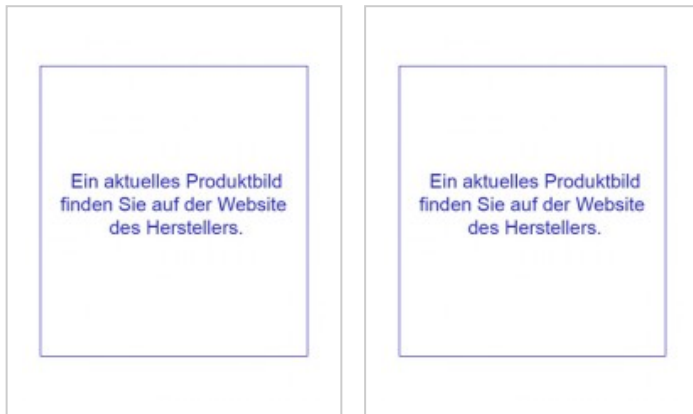 Ein aktuelles Produktbild
finden Sie auf der Website
des Herstellers.
Ein aktuelles Produktbild
finden Sie auf der Website
des Herstellers.